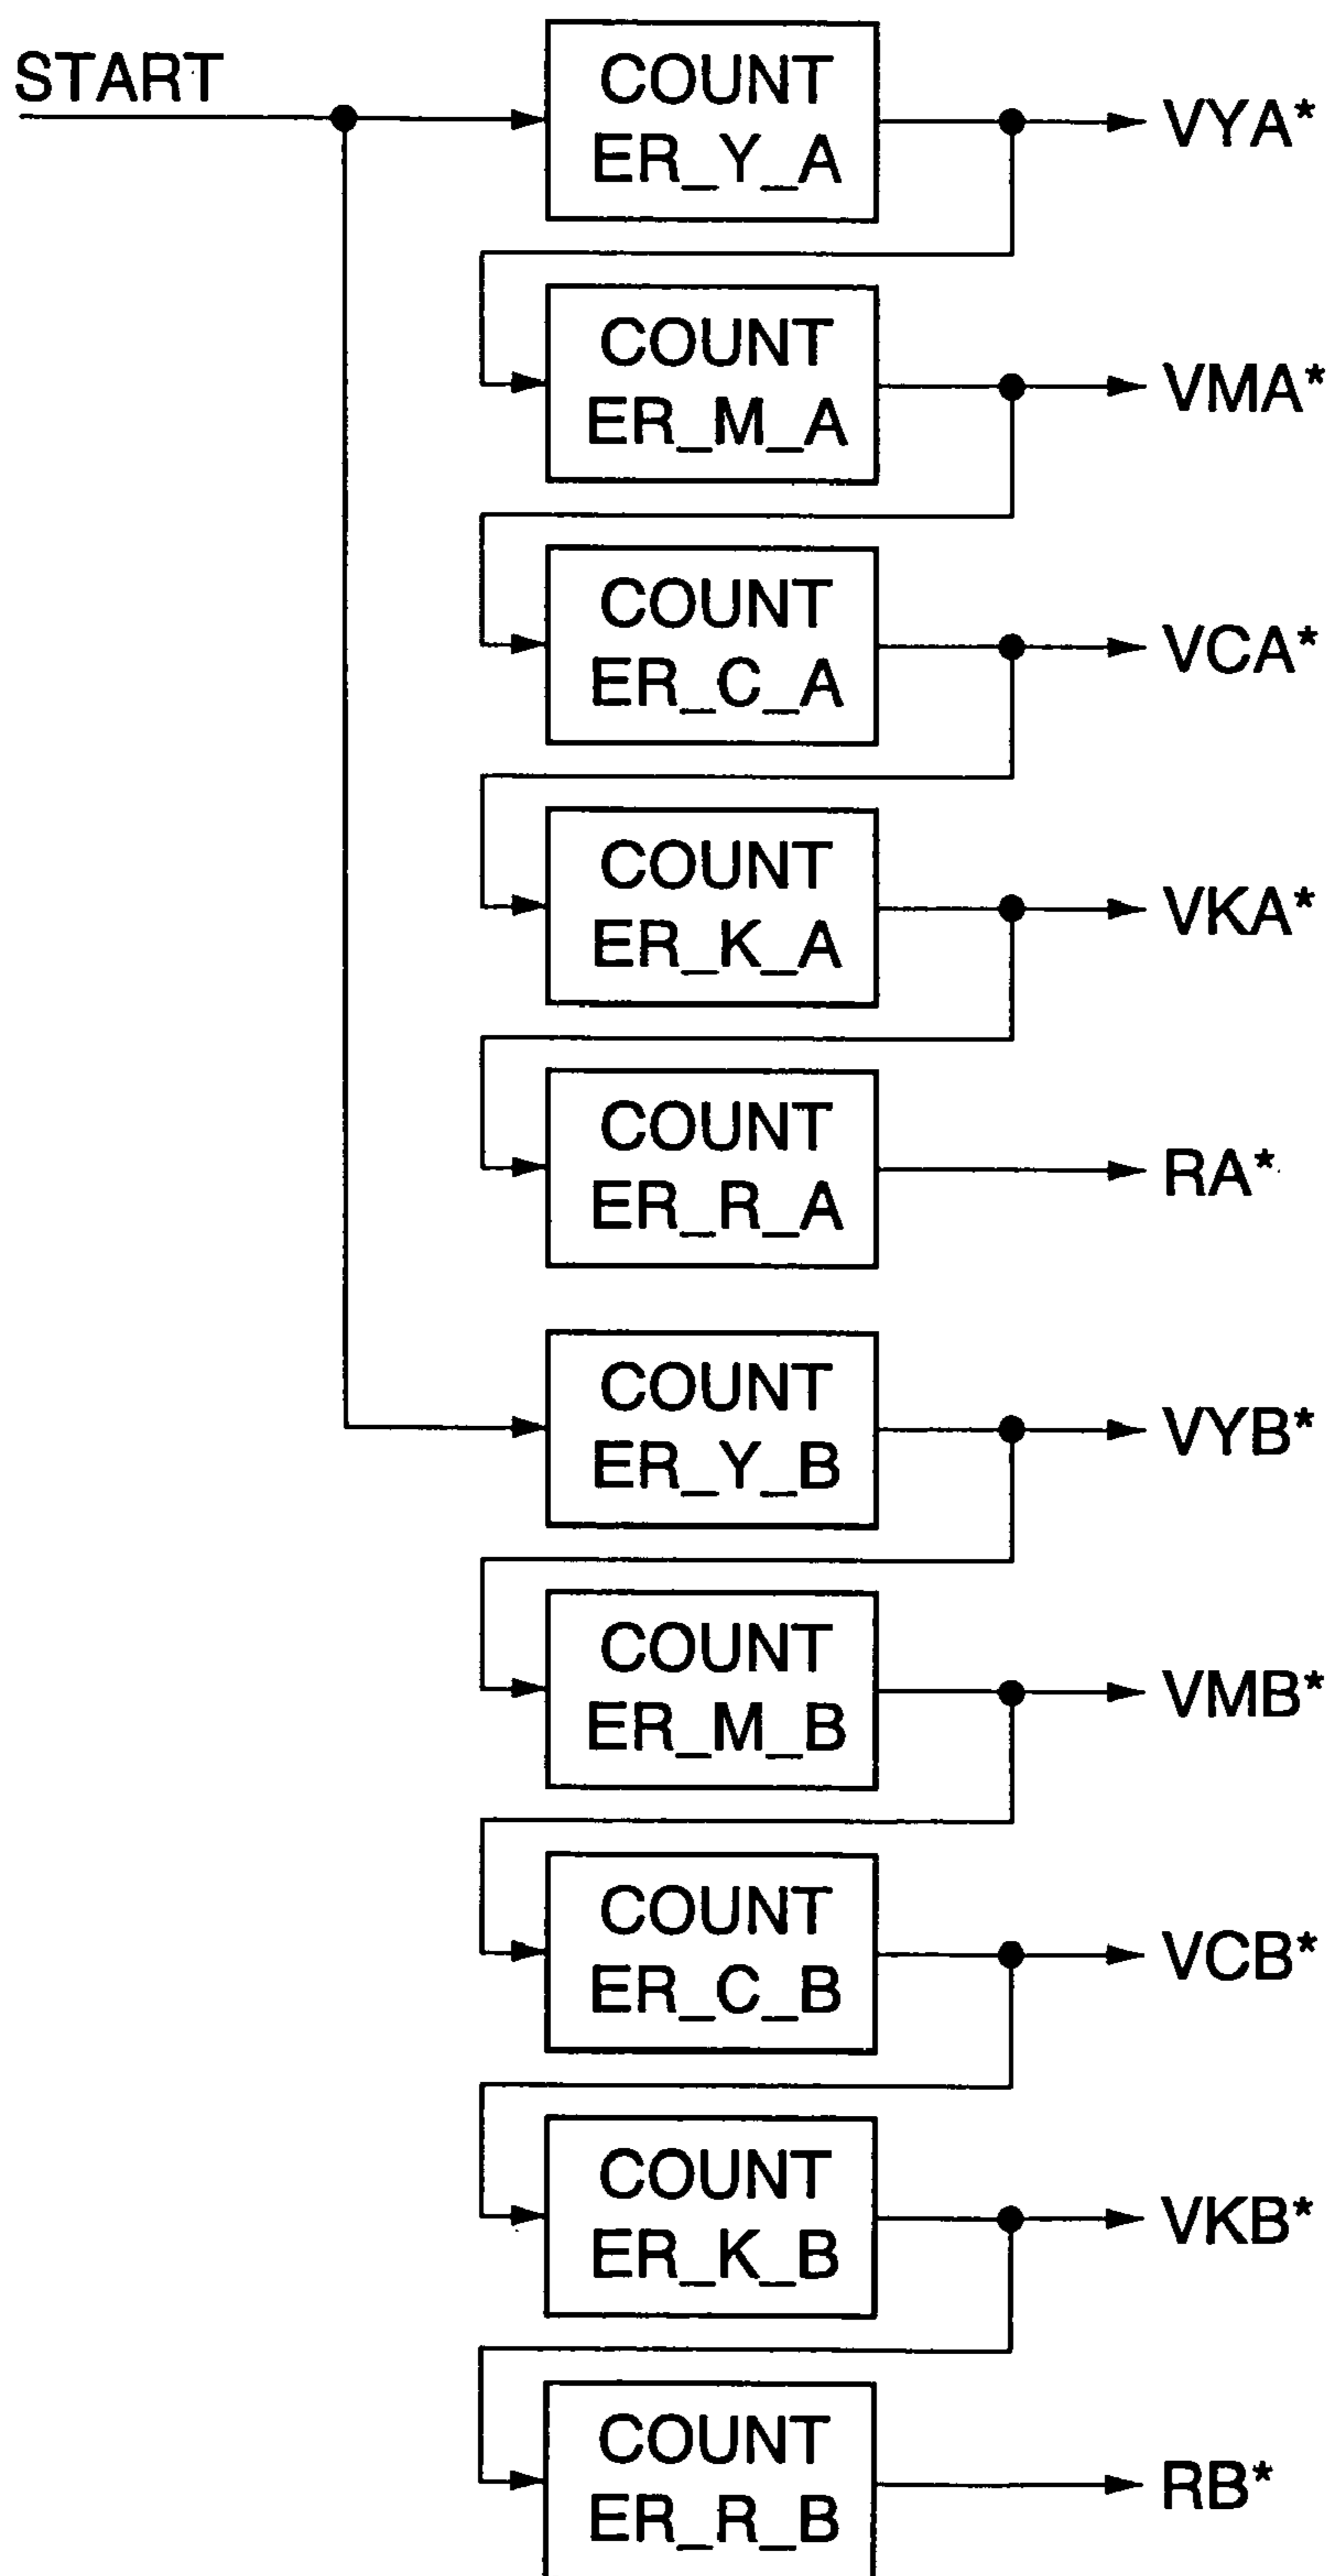 START
COUNT
ER_Y_A
VYA*
COUNT
ER_M_A
VMA*
COUNT
ER_C_A
VCA*
COUNT
ER_K_A
VKA*
COUNT
ER_R_A
RA*
COUNT
ER_Y_B
VYB*
COUNT
ER_M_B
VMB*
COUNT
ER_C_B
VCB*
COUNT
ER_K_B
VKB*
COUNT
ER_R_B
RB*